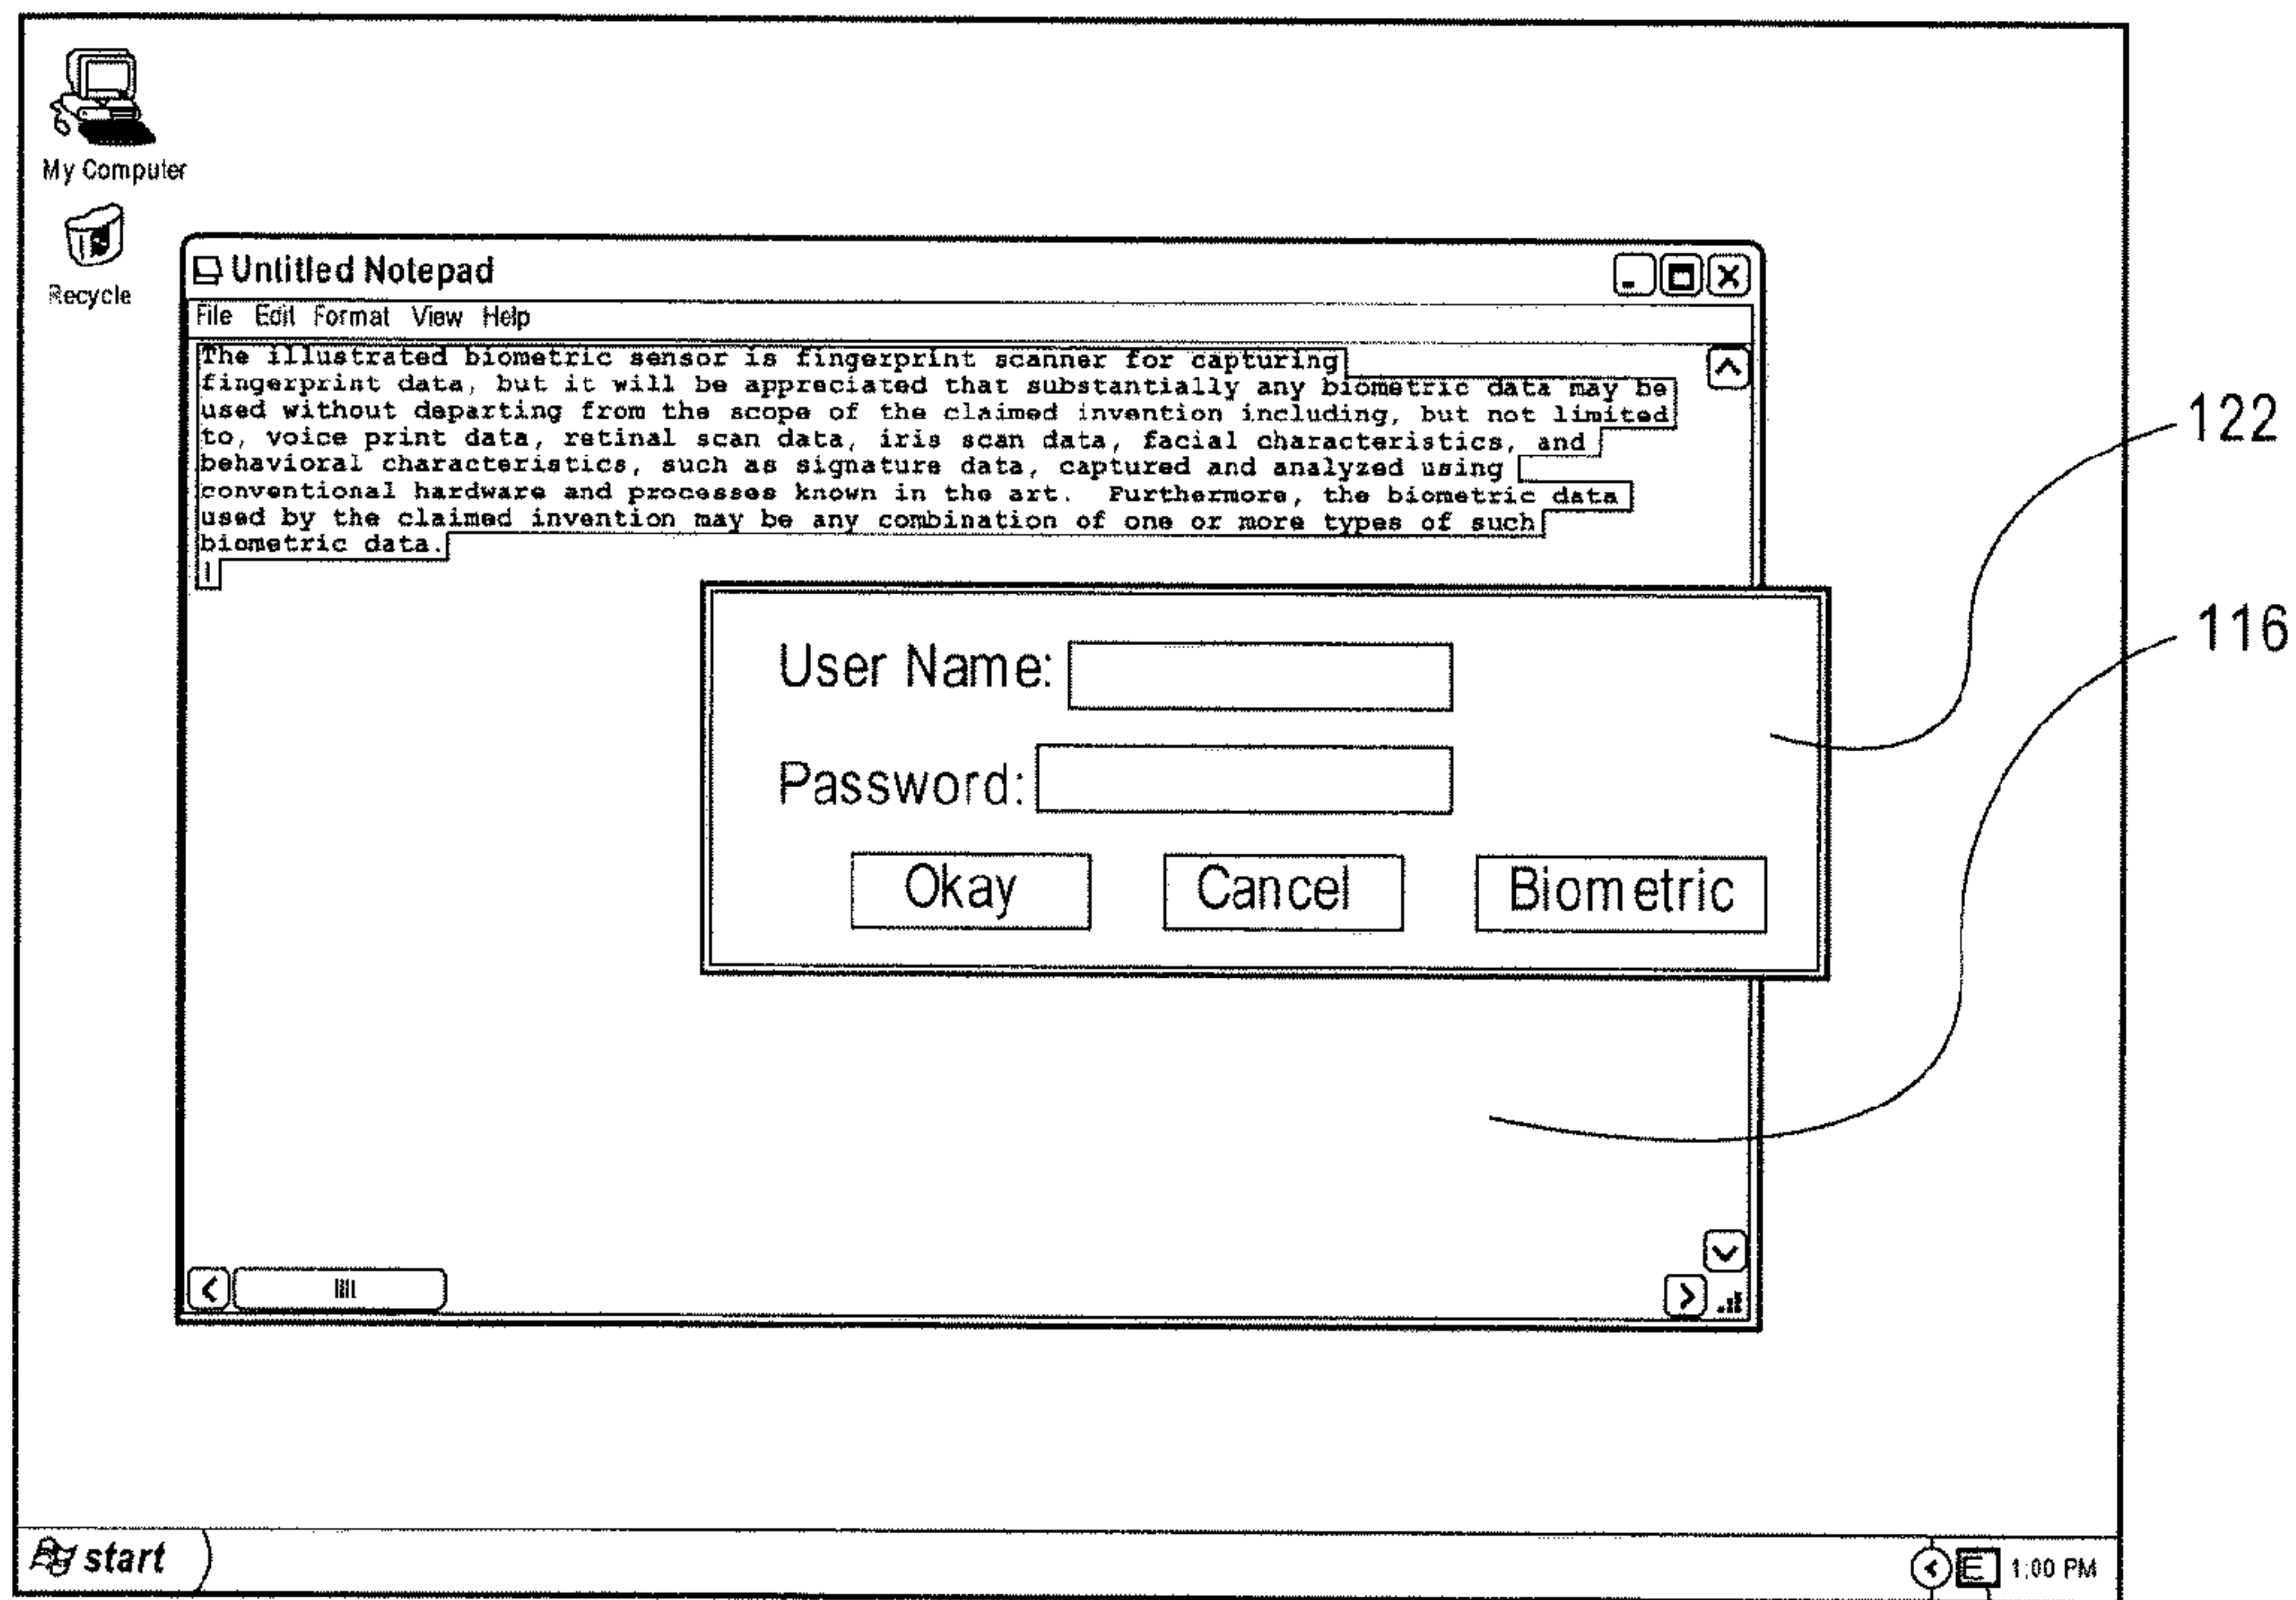 My Computer
Recycle
Untitled Notepad
File Edit Format View Help
The illustrated biometric sensor is fingerprint scanner for capturing
fingerprint data, but it will be appreciated that substantially any biometric data may be
used without departing from the scope of the claimed invention including, but not limited
to, voice print data, retinal scan data, iris scan data, facial characteristics, and
behavioral characteristics, such as signature data, captured and analyzed using
conventional hardware and processes known in the art. Furthermore, the biometric data
used by the claimed invention may be any combination of one or more types of such
biometric data.
122
116
User Name:
Password:
Okay Cancel Biometric
start
E 1:00 PM